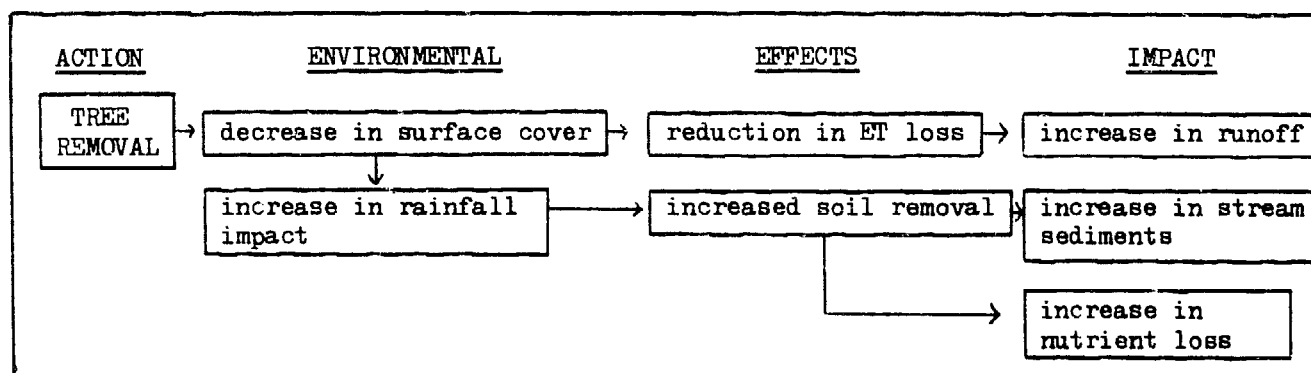 ACTION ENVIRONMENTAL EFFECTS IMPACT
TREE
REMOVAL
decrease in surface cover
reduction in ET loss
increase in runoff
increase in rainfall
impact
increased soil removal
increase in stream
sediments
increase in
nutrient loss